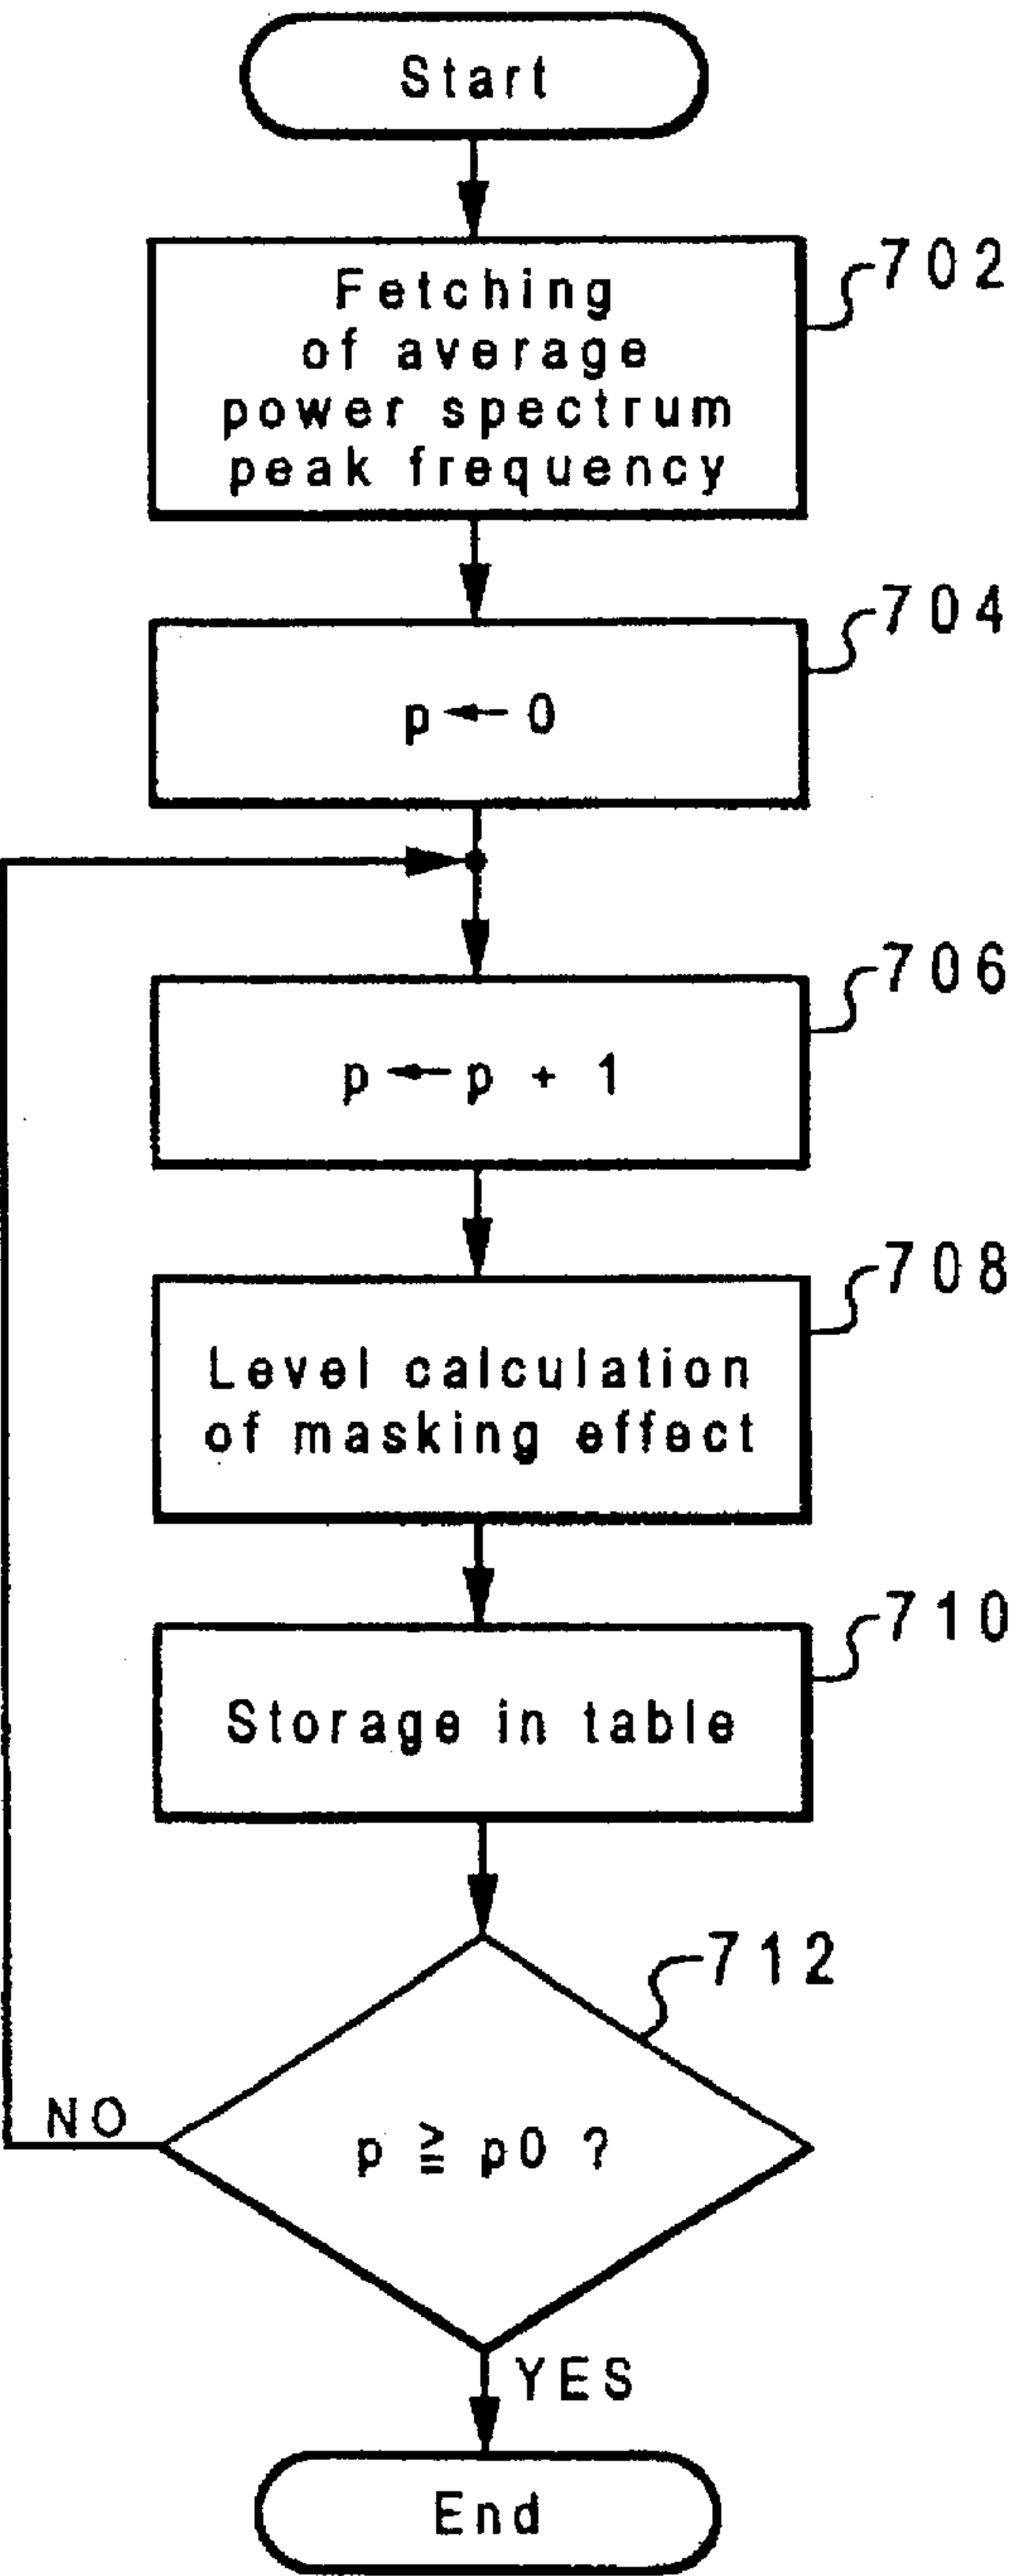 Start
702
Fetching
of average
power spectrum
peak frequency
704
p ← 0
706
p ← p + 1
708
Level calculation
of masking effect
710
Storage in table
712
p ≧ p0 ?
NO
YES
End